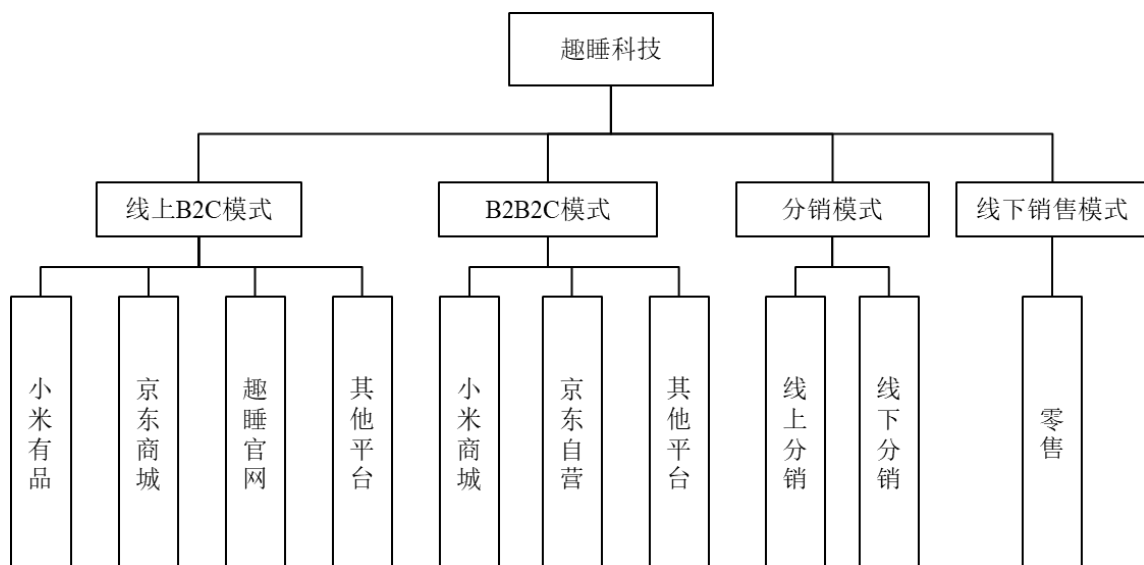 趣睡科技
线上B2C模式
B2B2C模式
分销模式
线下销售模式
小米有品
京东商城
趣睡官网
其他平台
小米商城
京东自营
其他平台
线上分销
线下分销
零售